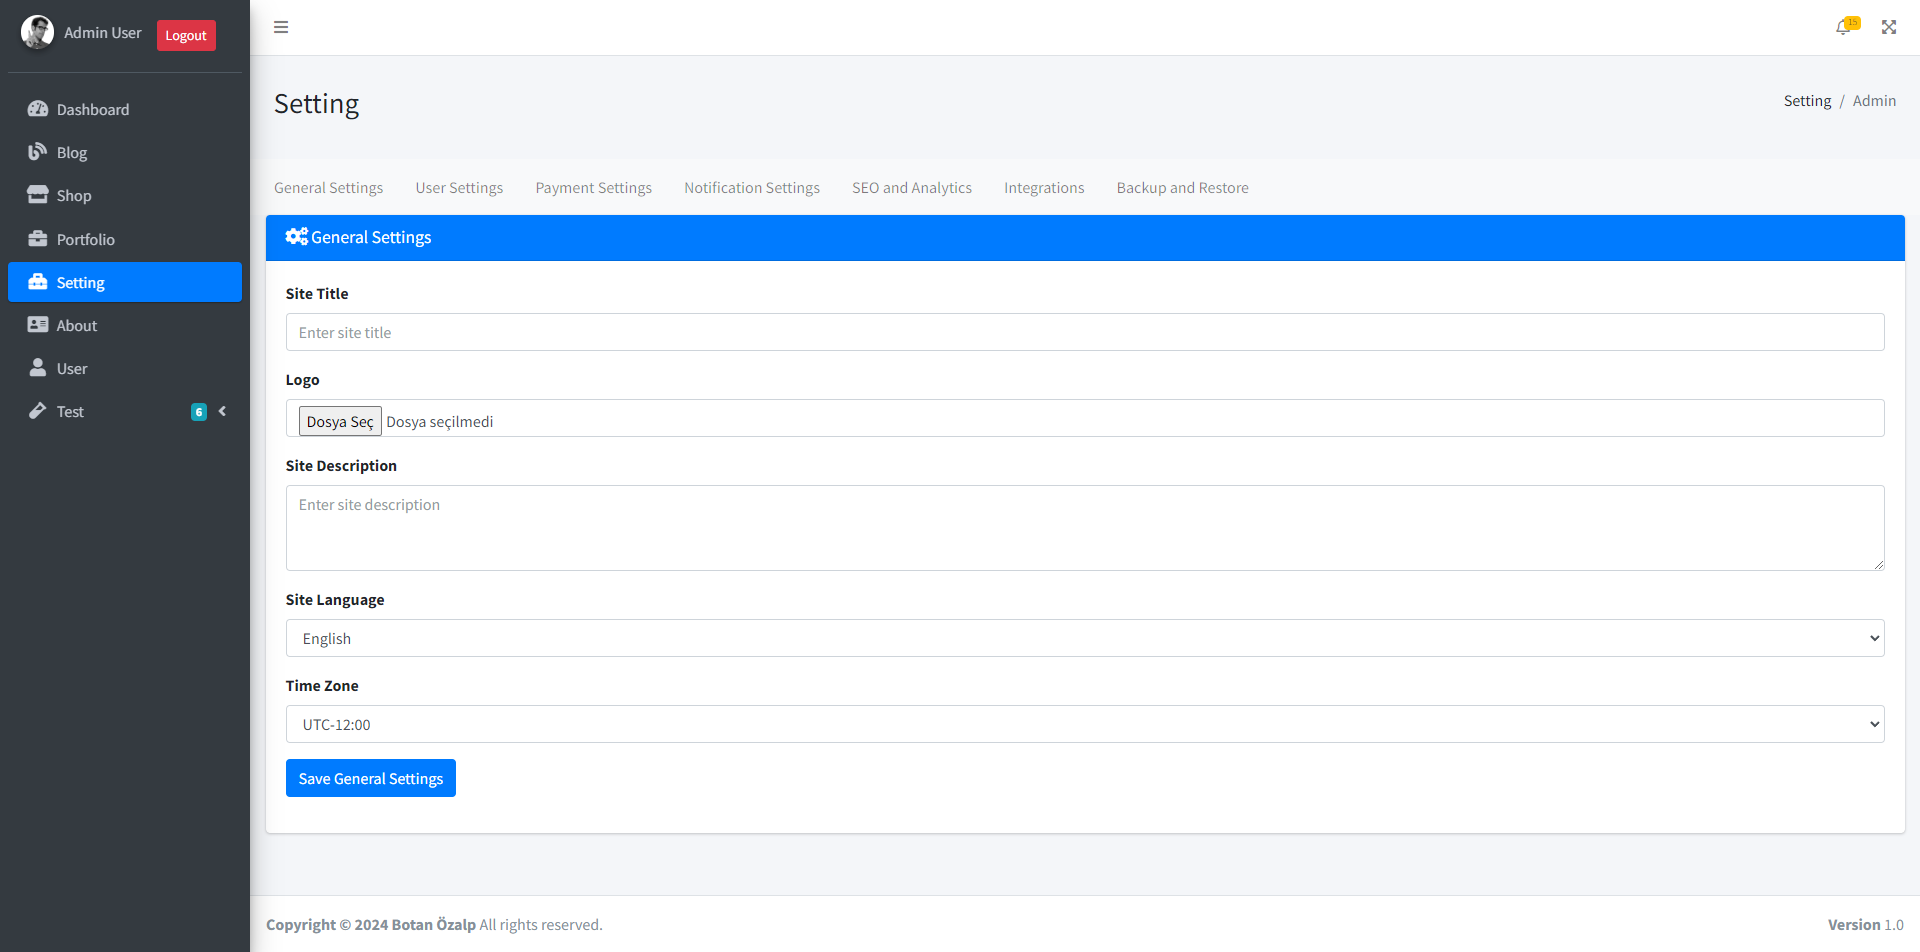 Admin User
Logout
15
Dashboard
Blog
Shop
Portfolio
Setting
About
User
Test
6
Setting
Setting / Admin
General Settings User Settings Payment Settings Notification Settings SEO and Analytics Integrations Backup and Restore
General Settings
Site Title
Enter site title
Logo
Dosya Seç Dosya seçilmedi
Site Description
Enter site description
Site Language
English
Time Zone
UTC-12:00
Save General Settings
Copyright © 2024 Botan Özalp All rights reserved.
Version 1.0